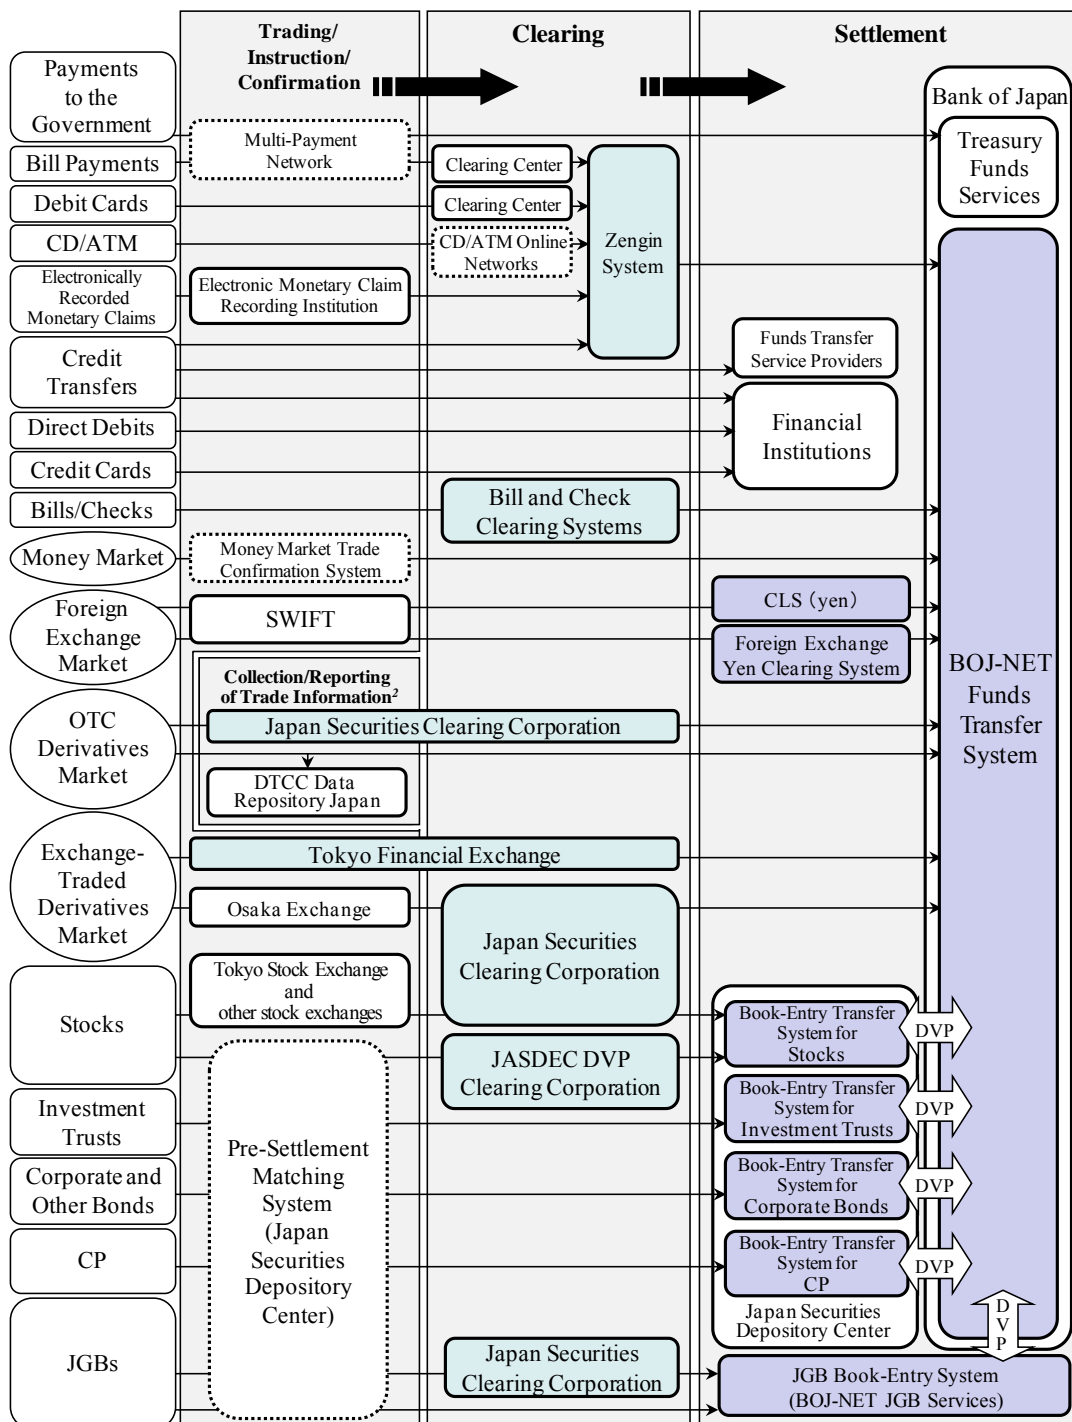 Trading/
Instruction/
Confirmation
Clearing
Settlement
Payments
to the
Government
Bill Payments
Debit Cards
CD/ATM
Electronically
Recorded
Monetary Claims
Credit
Transfers
Direct Debits
Credit Cards
Bills/Checks
Money Market
Foreign
Exchange
Market
OTC
Derivatives
Market
Exchange-
Traded
Derivatives
Market
Stocks
Investment
Trusts
Corporate and
Other Bonds
CP
JGBs
Multi-Payment
Network
Electronic Monetary Claim
Recording Institution
Money Market Trade
Confirmation System
SWIFT
Collection/Reporting
of Trade Information2
Japan Securities Clearing Corporation
DTCC Data
Repository Japan
Tokyo Financial Exchange
Osaka Exchange
Tokyo Stock Exchange
and
other stock exchanges
Pre-Settlement
Matching
System
(Japan
Securities
Depository
Center)
Clearing Center
Clearing Center
CD/ATM Online
Networks
Zengin
System
Bill and Check
Clearing Systems
Japan Securities
Clearing Corporation
JASDEC DVP
Clearing Corporation
Japan Securities
Clearing Corporation
Funds Transfer
Service Providers
Financial
Institutions
CLS (yen)
Foreign Exchange
Yen Clearing System
Book-Entry Transfer
System for
Stocks
Book-Entry Transfer
System for
Investment Trusts
Book-Entry Transfer
System for
Corporate Bonds
Book-Entry Transfer
System for
CP
Japan Securities
Depository Center
DVP
DVP
DVP
DVP
DVP
Bank of Japan
Treasury
Funds
Services
BOJ-NET
Funds
Transfer
System
JGB Book-Entry System
(BOJ-NET JGB Services)